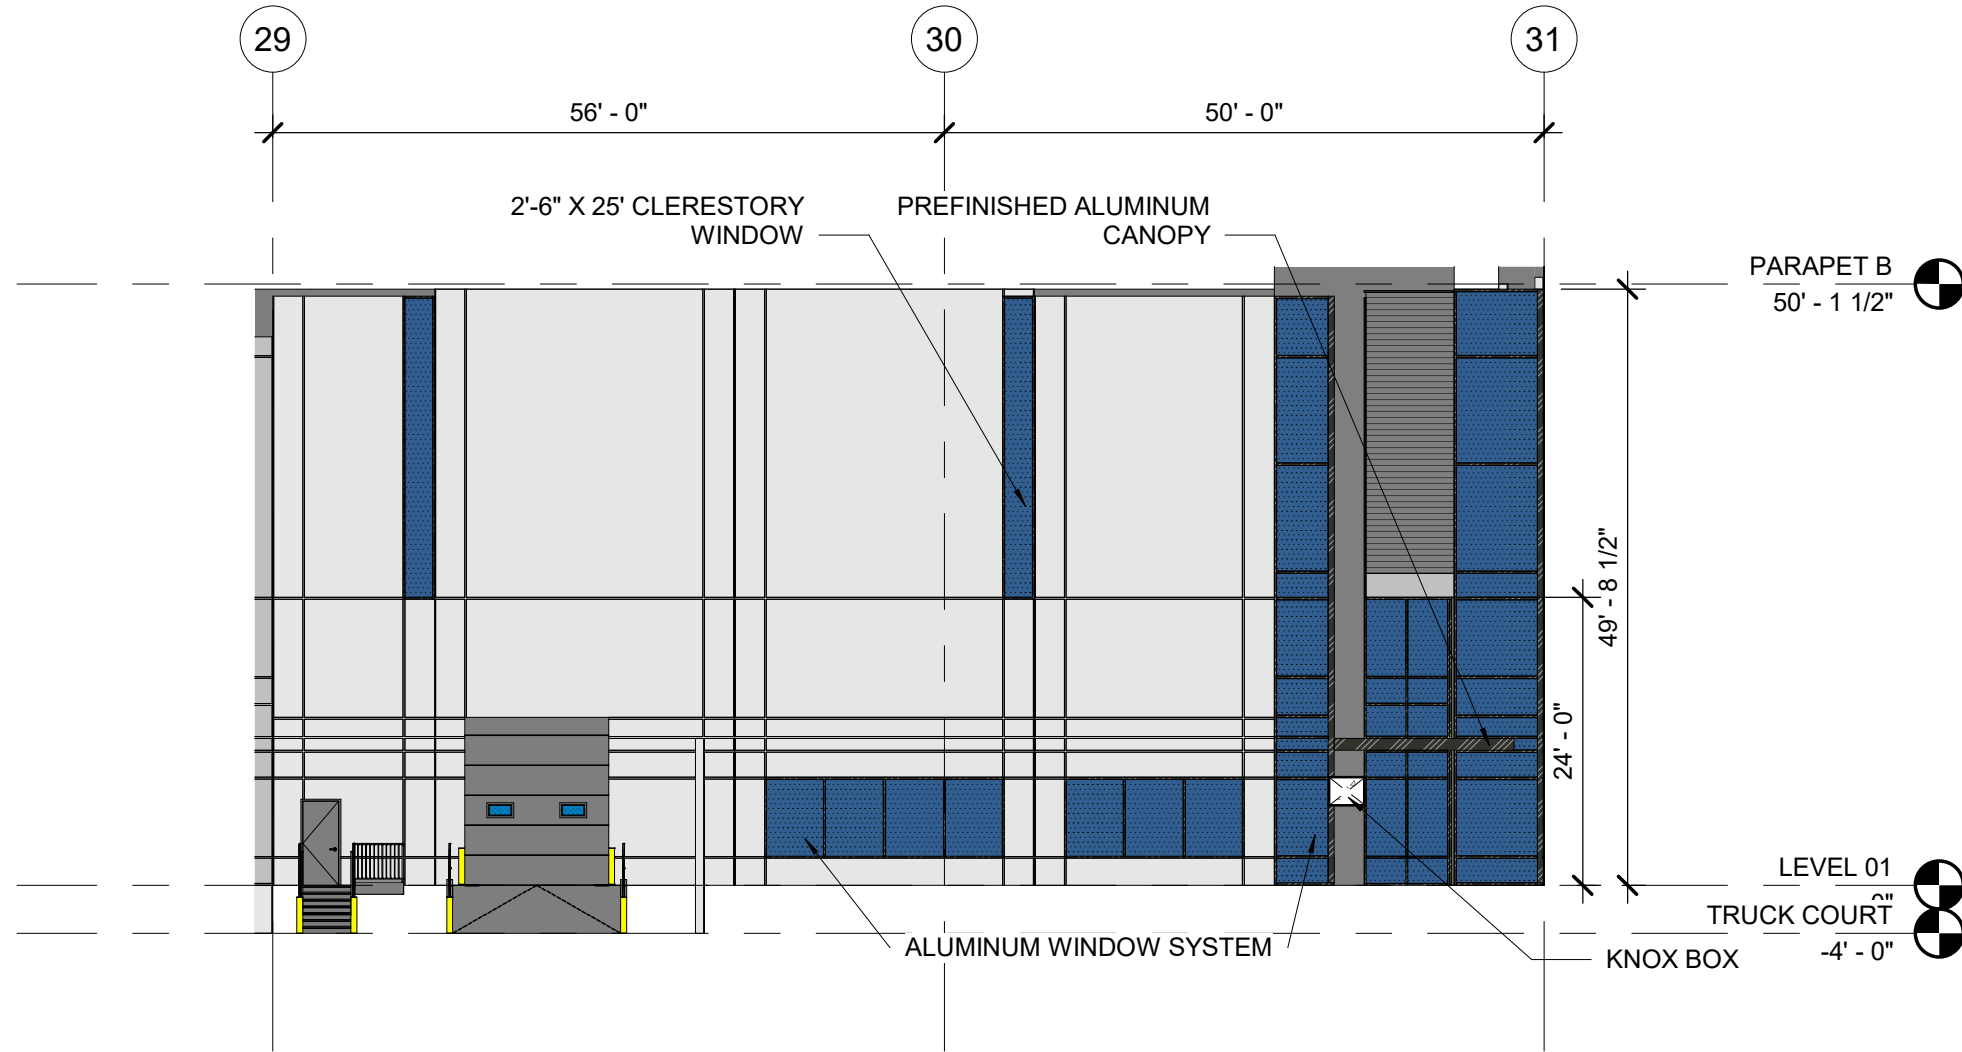 29
30
31
56' - 0"
50' - 0"
2'-6" X 25' CLERESTORY
WINDOW
PREFINISHED ALUMINUM
CANOPY
PARAPET B
50' - 1 1/2"
49' - 8 1/2"
24' - 0"
LEVEL 01
0"
TRUCK COURT
-4' - 0"
ALUMINUM WINDOW SYSTEM
KNOX BOX